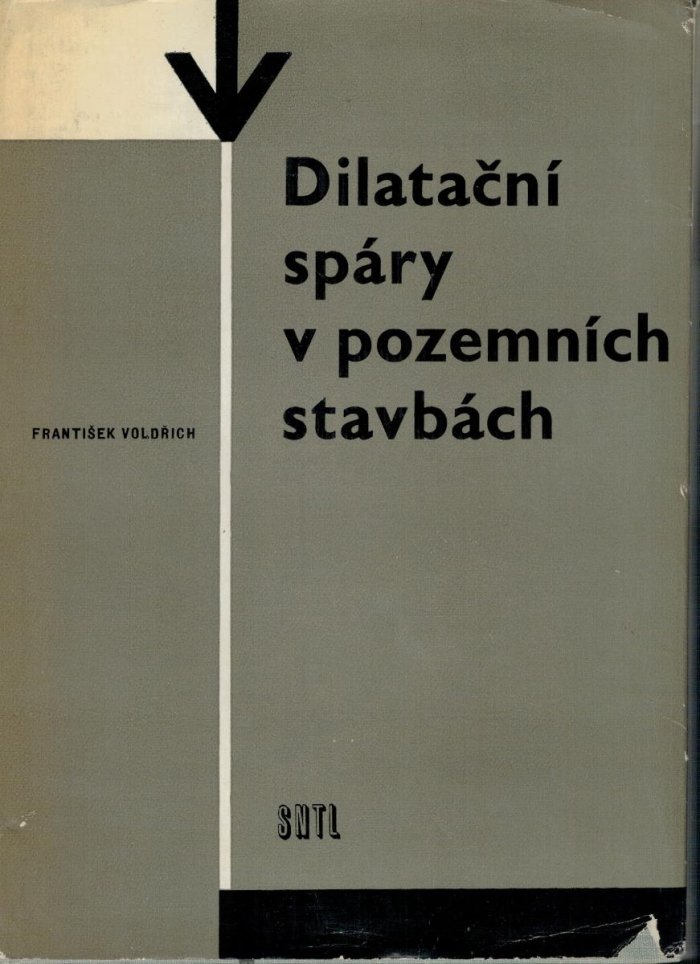 Dilatační
spáry
v pozemních
stavbách
FRANTIŠEK VOLDŘICH
SNTL